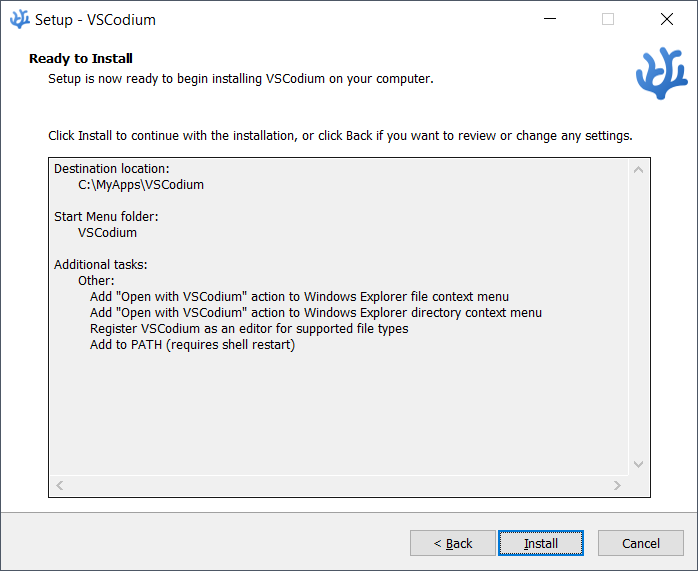 Setup - VSCodium
Ready to Install
Setup is now ready to begin installing VSCodium on your computer.
Click Install to continue with the installation, or click Back if you want to review or change any settings.
Destination location:
C:\MyApps\VSCodium
Start Menu folder:
VSCodium
Additional tasks:
Other:
Add "Open with VSCodium" action to Windows Explorer file context menu
Add "Open with VSCodium" action to Windows Explorer directory context menu
Register VSCodium as an editor for supported file types
Add to PATH (requires shell restart)
< Back
Install
Cancel